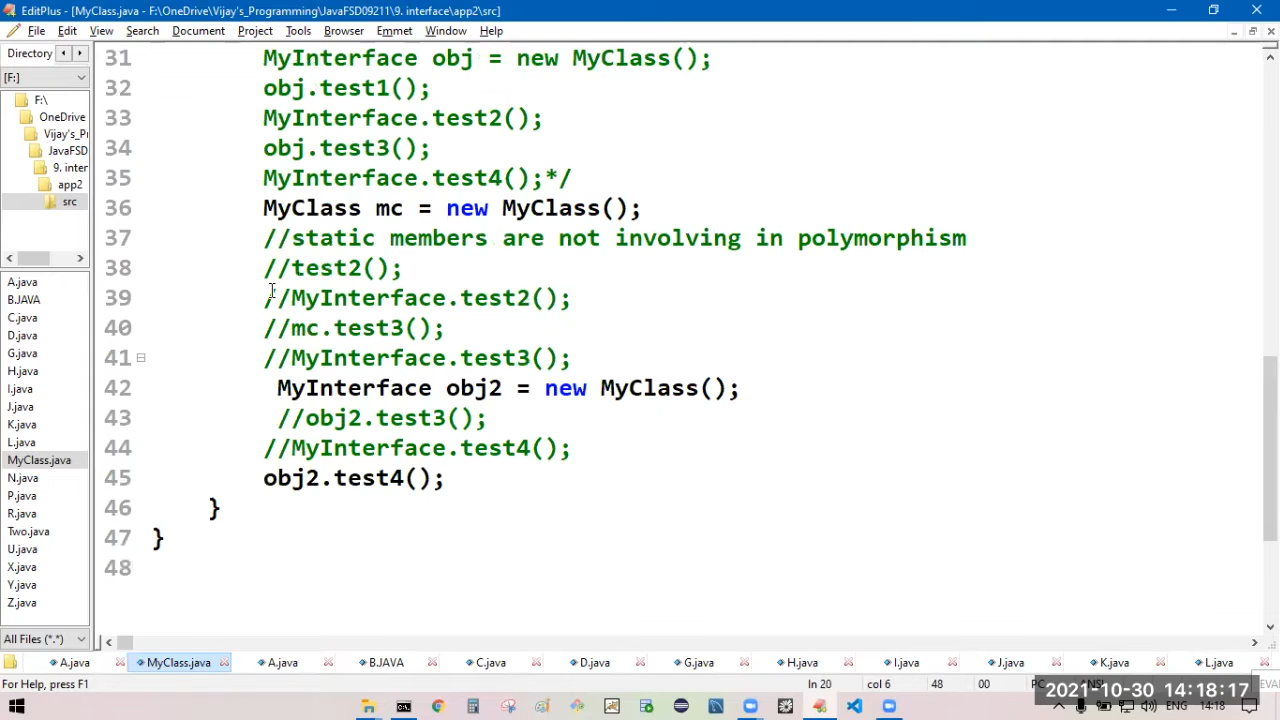 EditPlus - [MyClass.java - F:\OneDrive\Vijay's_Programming\JavaFSD09211\9. interface\app2\src]
File Edit View Search Document Project Tools Browser Emmet Window Help
Directory
[F:]
F:\
OneDrive
Vijay's_Pi
JavaFSD
9. inter
app2
src
A.java
B.JAVA
C.java
D.java
G.java
H.java
I.java
J.java
K.java
L.java
MyClass.java
N.java
P.java
R.java
Two.java
U.java
X.java
Y.java
Z.java
All Files (*.*)
31 MyInterface obj = new MyClass();
32 obj.test1();
33 MyInterface.test2();
34 obj.test3();
35 MyInterface.test4();*/
36 MyClass mc = new MyClass();
37 //static members are not involving in polymorphism
38 //test2();
39 //MyInterface.test2();
40 //mc.test3();
41 //MyInterface.test3();
42 MyInterface obj2 = new MyClass();
43 //obj2.test3();
44 //MyInterface.test4();
45 obj2.test4();
46 }
47 }
48
A.java MyClass.java A.java B.JAVA C.java D.java G.java H.java I.java J.java K.java L.java
For Help, press F1 ln 20 col 6 48 00 PC
2021-10-30 14:18:17
ENG 14:18